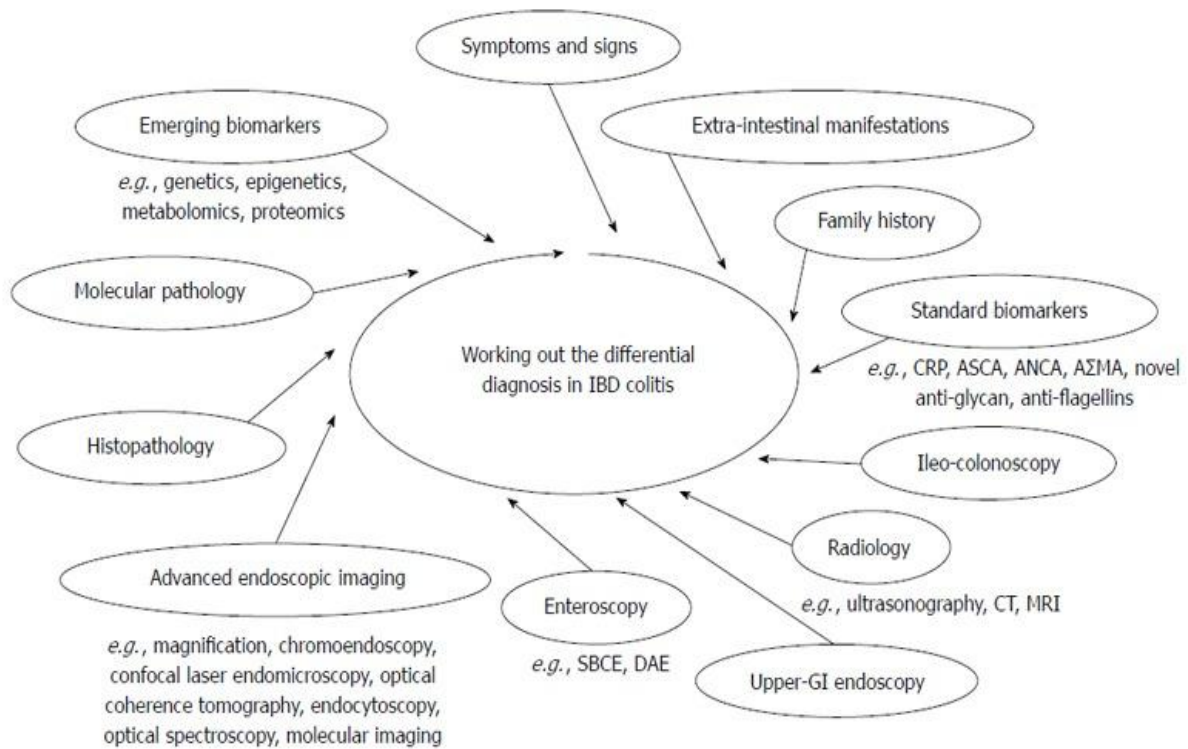 Symptoms and signs
Emerging biomarkers
e.g., genetics, epigenetics,
metabolomics, proteomics
Extra-intestinal manifestations
Family history
Molecular pathology
Standard biomarkers
e.g., CRP, ASCA, ANCA, AΣMA, novel
anti-glycan, anti-flagellins
Working out the differential
diagnosis in IBD colitis
Histopathology
Ileo-colonoscopy
Radiology
e.g., ultrasonography, CT, MRI
Advanced endoscopic imaging
e.g., magnification, chromoendoscopy,
confocal laser endomicroscopy, optical
coherence tomography, endocytoscopy,
optical spectroscopy, molecular imaging
Enteroscopy
e.g., SBCE, DAE
Upper-GI endoscopy